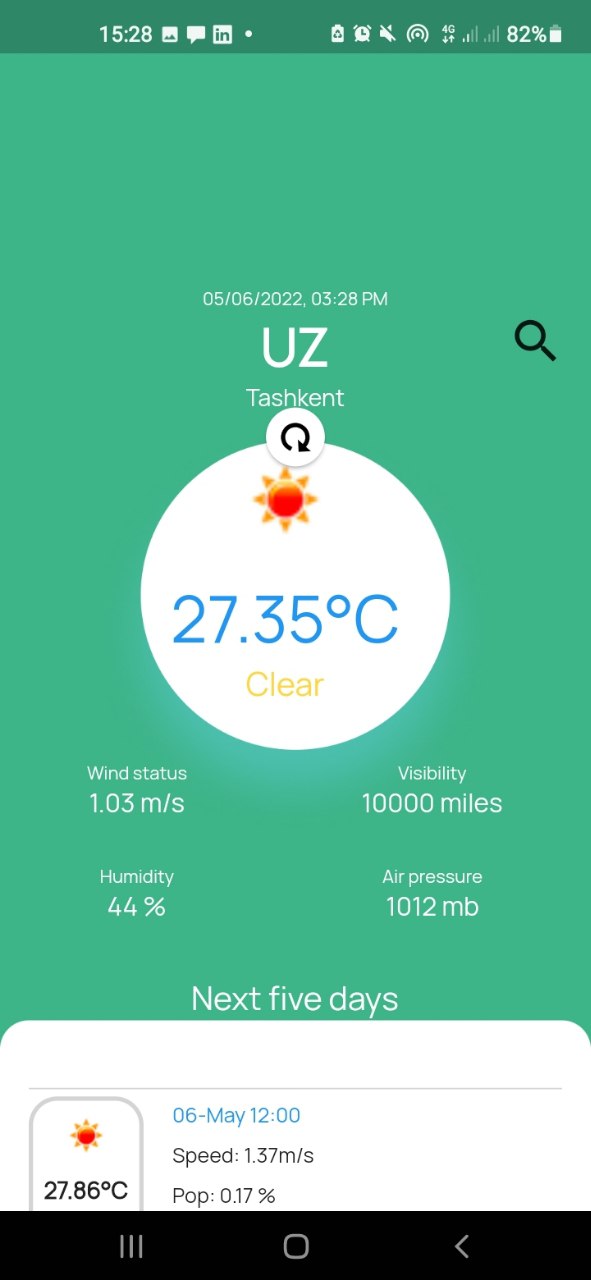 15:28 in 4G 82%
05/06/2022, 03:28 PM
UZ
Tashkent
27.35°C
Clear
Wind status Visibility
1.03 m/s 10000 miles
Humidity Air pressure
44 % 1012 mb
Next five days
06-May 12:00
Speed: 1.37m/s
27.86°C
Pop: 0.17 %